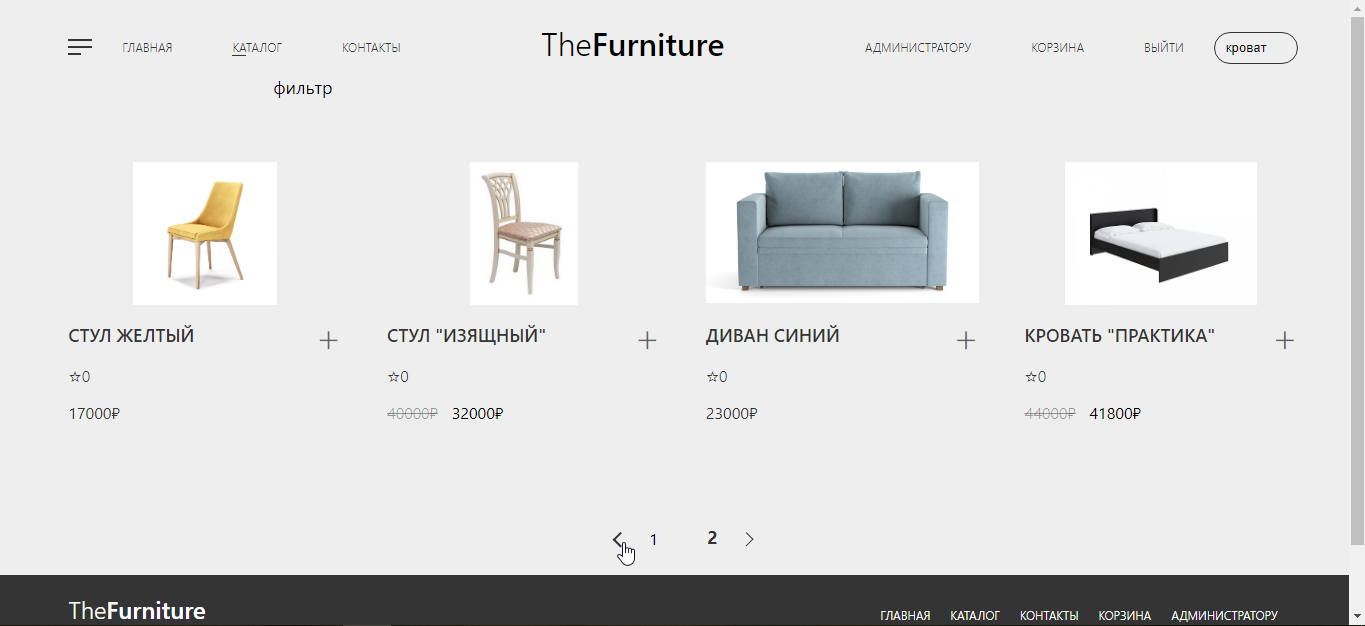 ГЛАВНАЯ КАТАЛОГ КОНТАКТЫ TheFurniture АДМИНИСТРАТОРУ КОРЗИНА ВЫЙТИ кроват
фильтр
СТУЛ ЖЕЛТЫЙ + СТУЛ "ИЗЯЩНЫЙ" + ДИВАН СИНИЙ + КРОВАТЬ "ПРАКТИКА" +
☆0 ☆0 ☆0 ☆0
17000₽ 40000₽ 32000₽ 23000₽ 44000₽ 41800₽
1 2
TheFurniture ГЛАВНАЯ КАТАЛОГ КОНТАКТЫ КОРЗИНА АДМИНИСТРАТОРУ